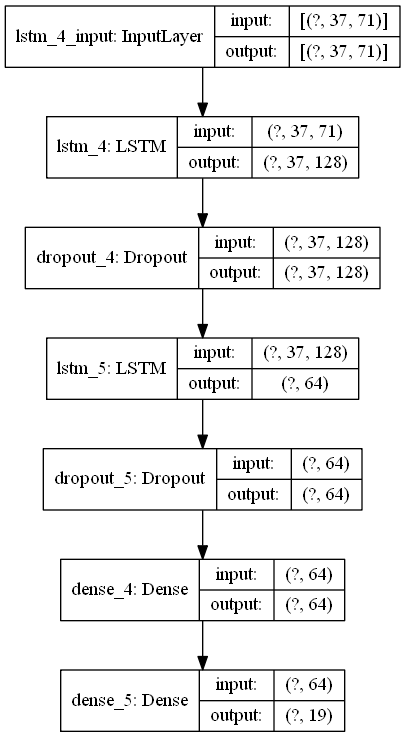 lstm_4_input: InputLayer input: [(?, 37, 71)]
output: [(?, 37, 71)]
lstm_4: LSTM input: (?, 37, 71)
output: (?, 37, 128)
dropout_4: Dropout input: (?, 37, 128)
output: (?, 37, 128)
lstm_5: LSTM input: (?, 37, 128)
output: (?, 64)
dropout_5: Dropout input: (?, 64)
output: (?, 64)
dense_4: Dense input: (?, 64)
output: (?, 64)
dense_5: Dense input: (?, 64)
output: (?, 19)